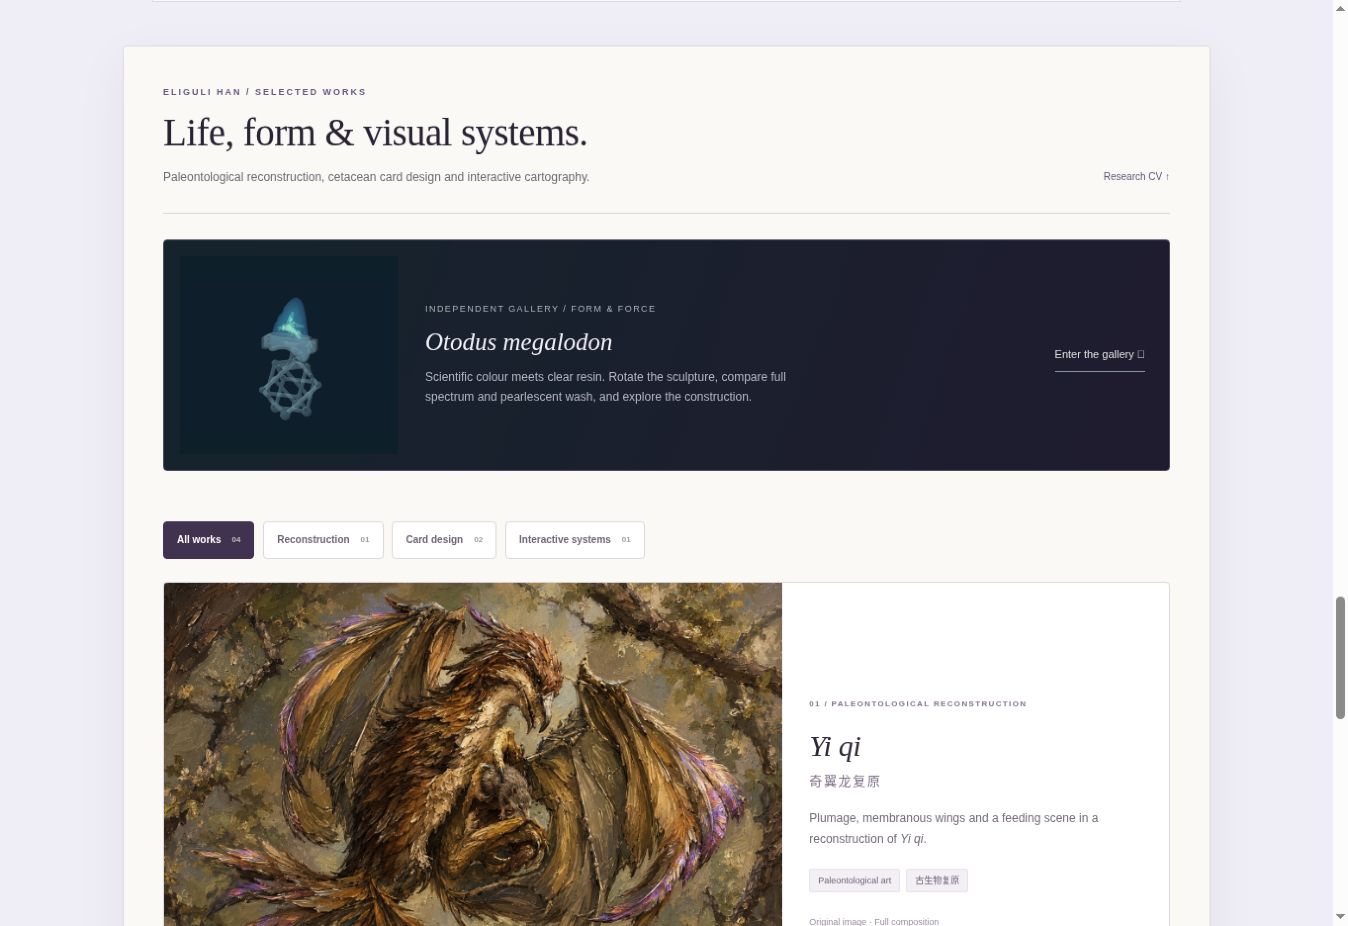 ELIGULI HAN / SELECTED WORKS
Life, form & visual systems.
Paleontological reconstruction, cetacean card design and interactive cartography.
Research CV ↑
INDEPENDENT GALLERY / FORM & FORCE
Otodus megalodon
Scientific colour meets clear resin. Rotate the sculpture, compare full
spectrum and pearlescent wash, and explore the construction.
Enter the gallery
All works 04
Reconstruction 01
Card design 02
Interactive systems 01
01 / PALEONTOLOGICAL RECONSTRUCTION
Yi qi
奇翼龙复原
Plumage, membranous wings and a feeding scene in a
reconstruction of Yi qi.
Paleontological art
古生物复原
Original image · Full composition